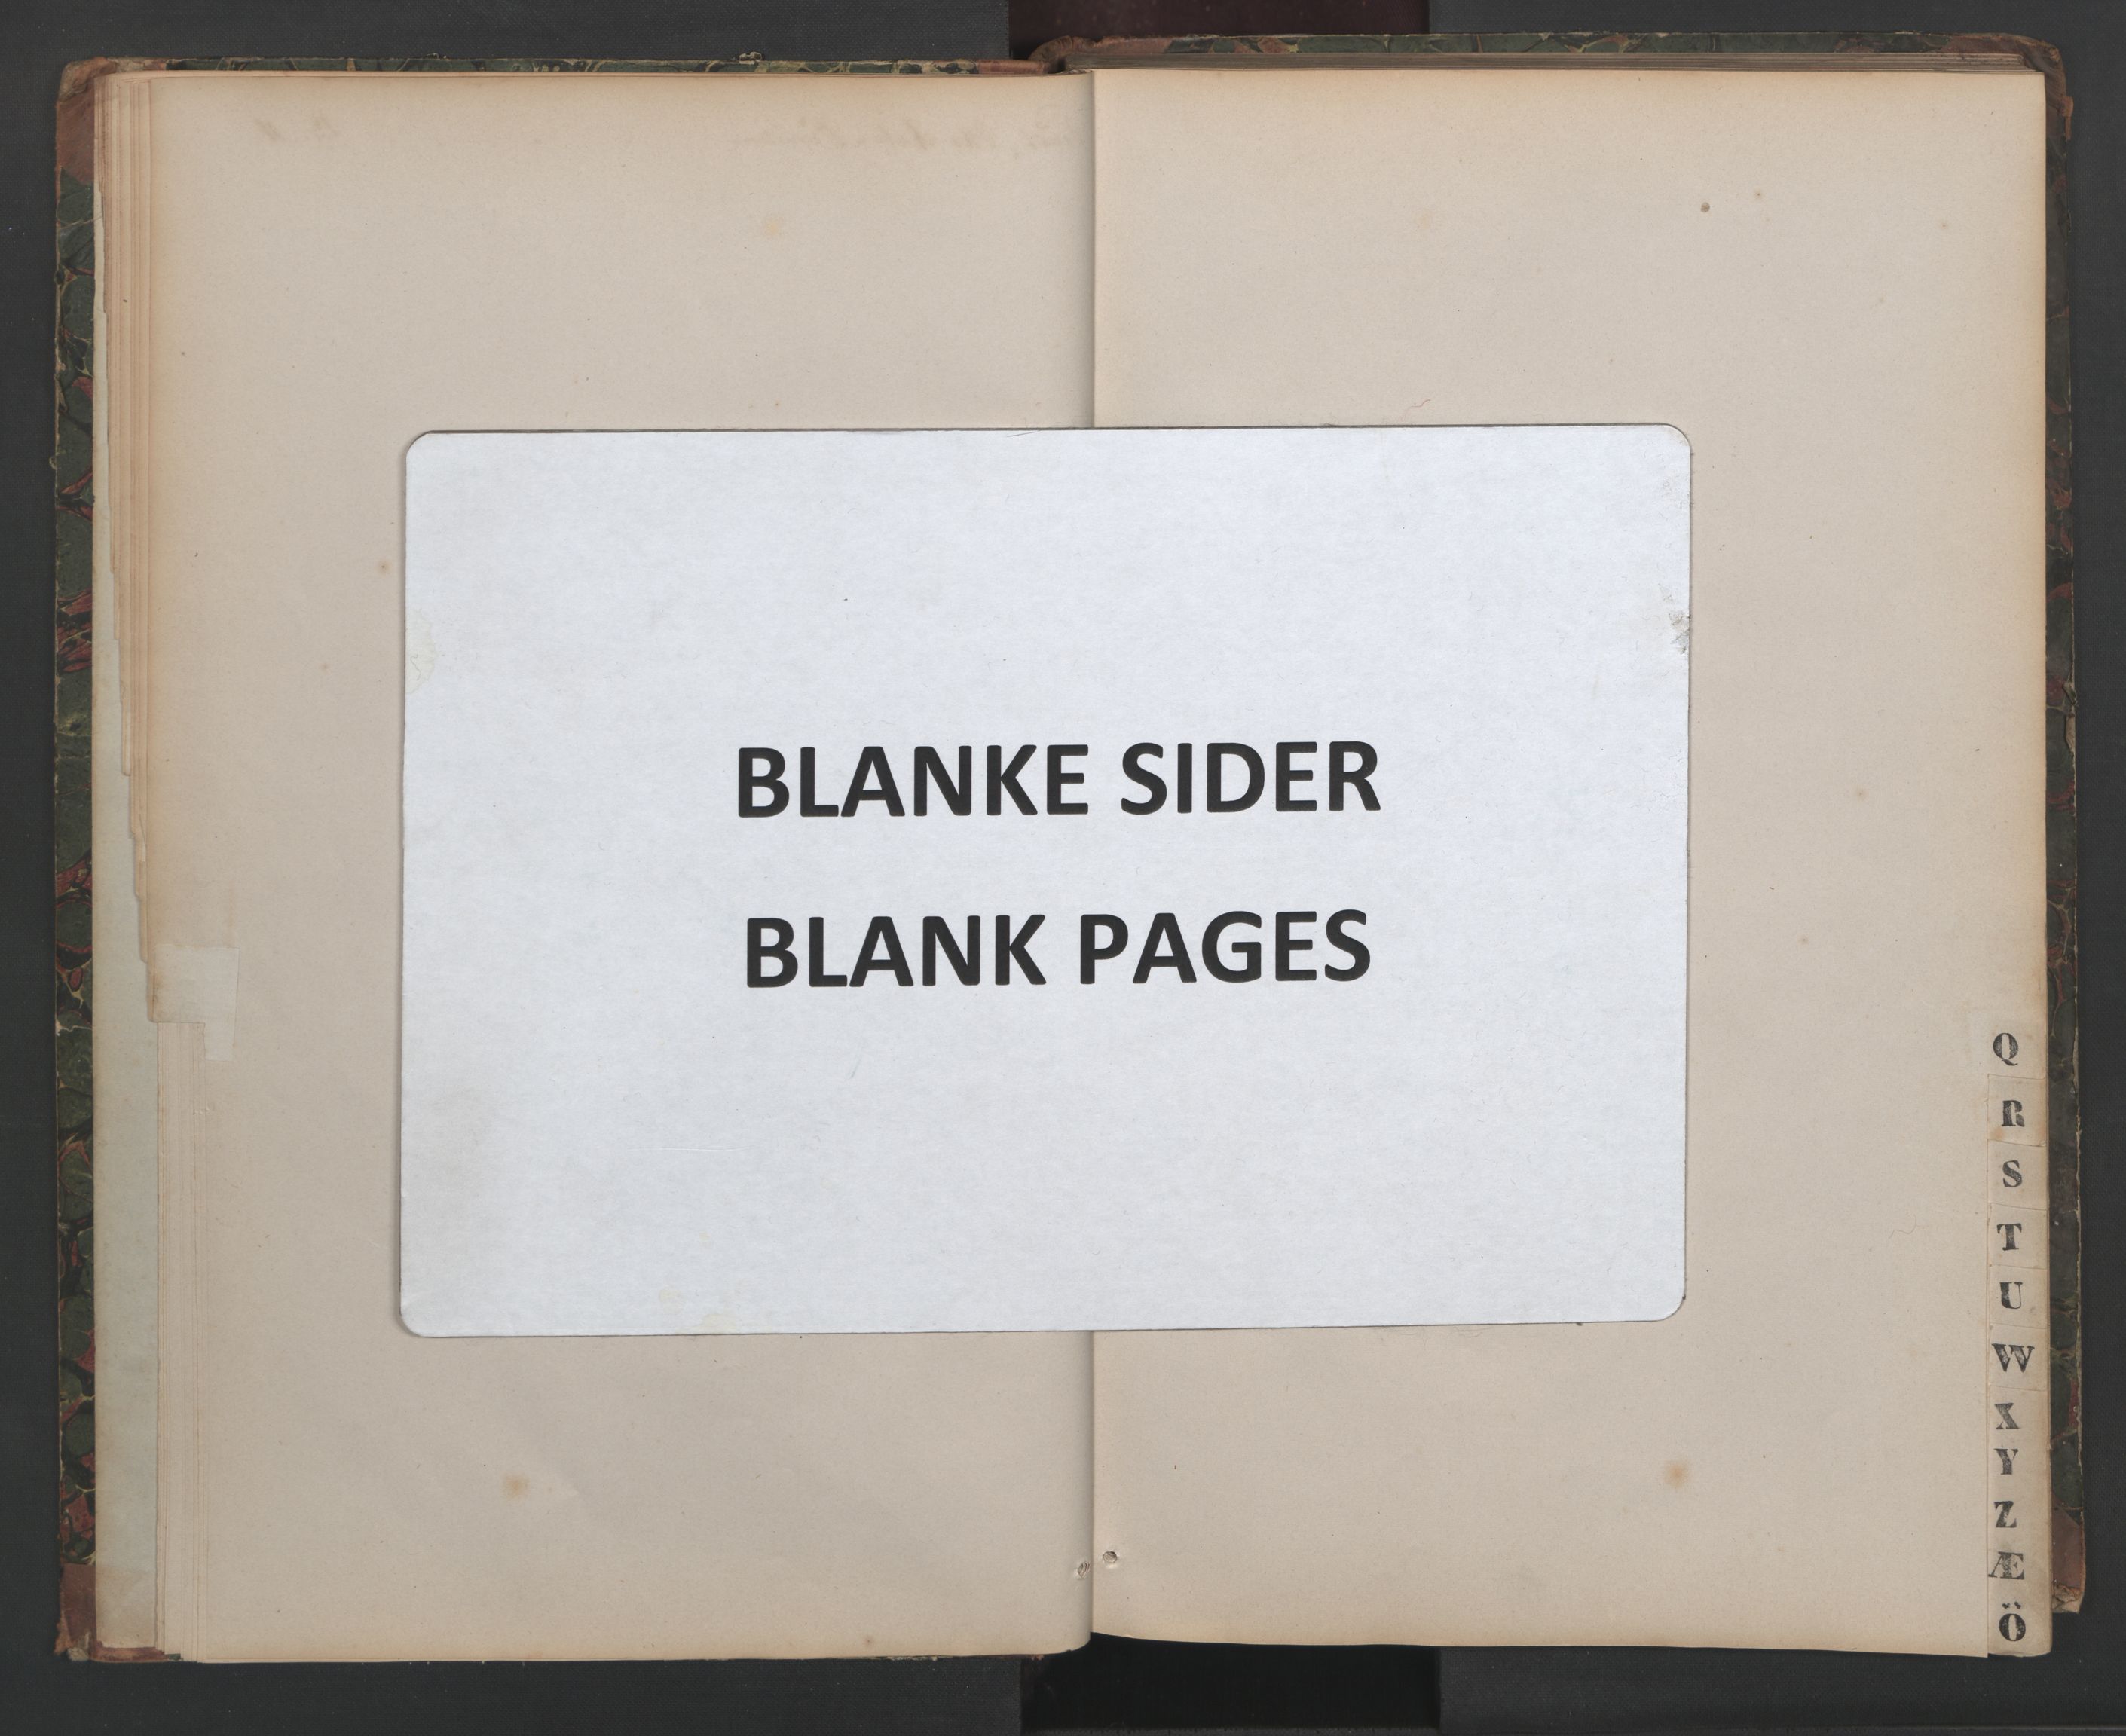 BLANKE SIDER
BLANK PAGES
Q
R
S
T
U
W
X
Y
Z
Æ
Ö